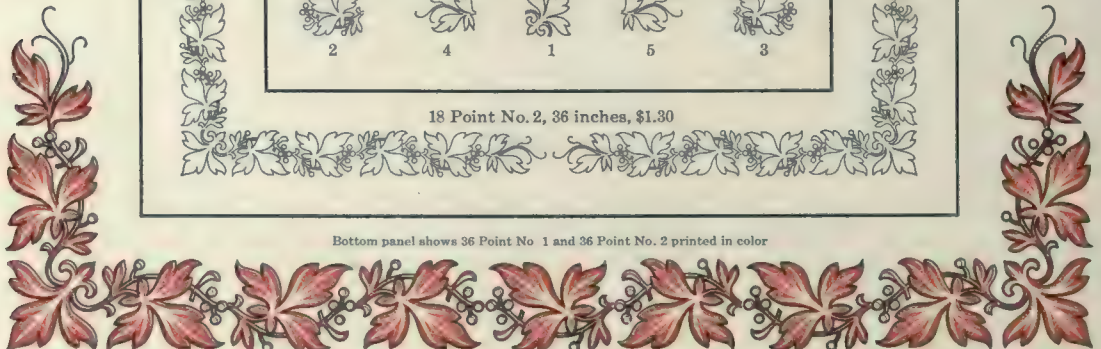 2 4 1 5 3
18 Point No. 2, 36 inches, $1.30
Bottom panel shows 36 Point No 1 and 36 Point No. 2 printed in color